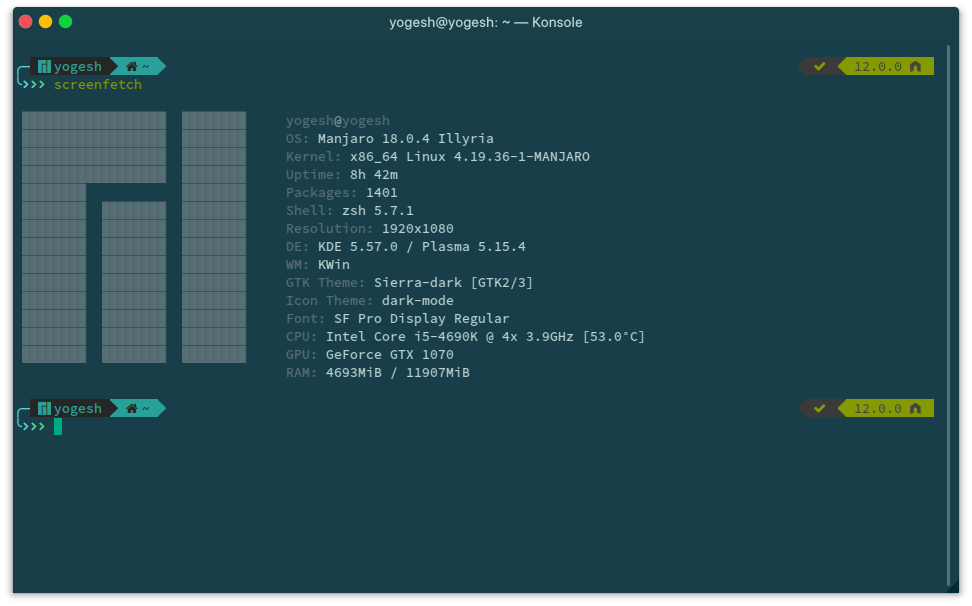 yogesh@yogesh: ~ — Konsole
yogesh ~ 12.0.0
>>> screenfetch
yogesh@yogesh
OS: Manjaro 18.0.4 Illyria
Kernel: x86_64 Linux 4.19.36-1-MANJARO
Uptime: 8h 42m
Packages: 1401
Shell: zsh 5.7.1
Resolution: 1920x1080
DE: KDE 5.57.0 / Plasma 5.15.4
WM: KWin
GTK Theme: Sierra-dark [GTK2/3]
Icon Theme: dark-mode
Font: SF Pro Display Regular
CPU: Intel Core i5-4690K @ 4x 3.9GHz [53.0°C]
GPU: GeForce GTX 1070
RAM: 4693MiB / 11907MiB
yogesh ~ 12.0.0
>>>